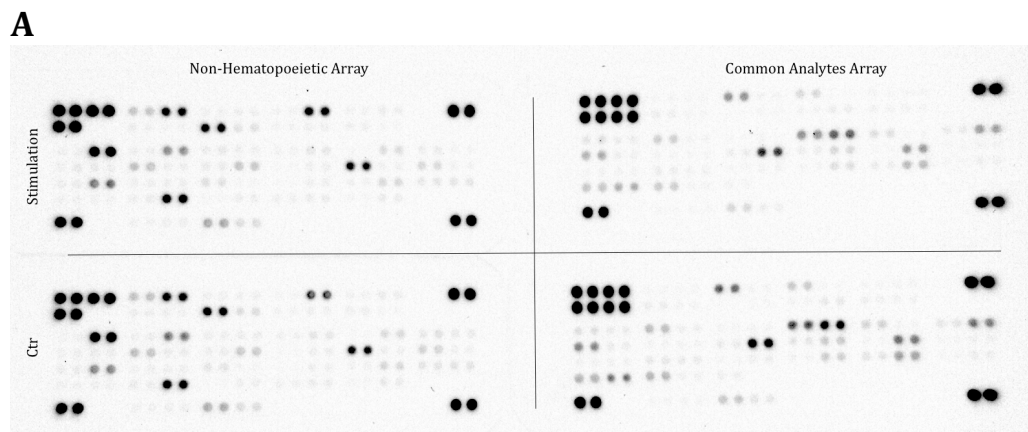 A
Non-Hematopoeietic Array
Common Analytes Array
Stimulation
Ctr